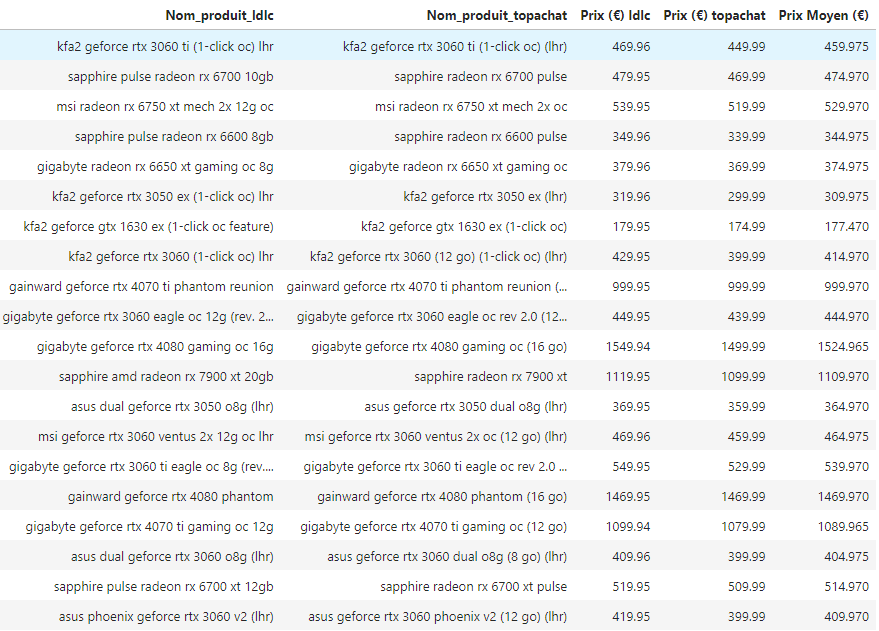 Nom_produit_ldlc Nom_produit_topachat Prix (€) ldlc Prix (€) topachat Prix Moyen (€)
kfa2 geforce rtx 3060 ti (1-click oc) lhr kfa2 geforce rtx 3060 ti (1-click oc) (lhr) 469.96 449.99 459.975
sapphire pulse radeon rx 6700 10gb sapphire radeon rx 6700 pulse 479.95 469.99 474.970
msi radeon rx 6750 xt mech 2x 12g oc msi radeon rx 6750 xt mech 2x oc 539.95 519.99 529.970
sapphire pulse radeon rx 6600 8gb sapphire radeon rx 6600 pulse 349.96 339.99 344.975
gigabyte radeon rx 6650 xt gaming oc 8g gigabyte radeon rx 6650 xt gaming oc 379.96 369.99 374.975
kfa2 geforce rtx 3050 ex (1-click oc) lhr kfa2 geforce rtx 3050 ex (lhr) 319.96 299.99 309.975
kfa2 geforce gtx 1630 ex (1-click oc feature) kfa2 geforce gtx 1630 ex (1-click oc) 179.95 174.99 177.470
kfa2 geforce rtx 3060 (1-click oc) lhr kfa2 geforce rtx 3060 (12 go) (1-click oc) (lhr) 429.95 399.99 414.970
gainward geforce rtx 4070 ti phantom reunion gainward geforce rtx 4070 ti phantom reunion (... 999.95 999.99 999.970
gigabyte geforce rtx 3060 eagle oc 12g (rev. 2... gigabyte geforce rtx 3060 eagle oc rev 2.0 (12... 449.95 439.99 444.970
gigabyte geforce rtx 4080 gaming oc 16g gigabyte geforce rtx 4080 gaming oc (16 go) 1549.94 1499.99 1524.965
sapphire amd radeon rx 7900 xt 20gb sapphire radeon rx 7900 xt 1119.95 1099.99 1109.970
asus dual geforce rtx 3050 o8g (lhr) asus geforce rtx 3050 dual o8g (lhr) 369.95 359.99 364.970
msi geforce rtx 3060 ventus 2x 12g oc lhr msi geforce rtx 3060 ventus 2x oc (12 go) (lhr) 469.96 459.99 464.975
gigabyte geforce rtx 3060 ti eagle oc 8g (rev.... gigabyte geforce rtx 3060 ti eagle oc rev 2.0 ... 549.95 529.99 539.970
gainward geforce rtx 4080 phantom gainward geforce rtx 4080 phantom (16 go) 1469.95 1469.99 1469.970
gigabyte geforce rtx 4070 ti gaming oc 12g gigabyte geforce rtx 4070 ti gaming oc (12 go) 1099.94 1079.99 1089.965
asus dual geforce rtx 3060 o8g (lhr) asus geforce rtx 3060 dual o8g (8 go) (lhr) 409.96 399.99 404.975
sapphire pulse radeon rx 6700 xt 12gb sapphire radeon rx 6700 xt pulse 519.95 509.99 514.970
asus phoenix geforce rtx 3060 v2 (lhr) asus geforce rtx 3060 phoenix v2 (12 go) (lhr) 419.95 399.99 409.970